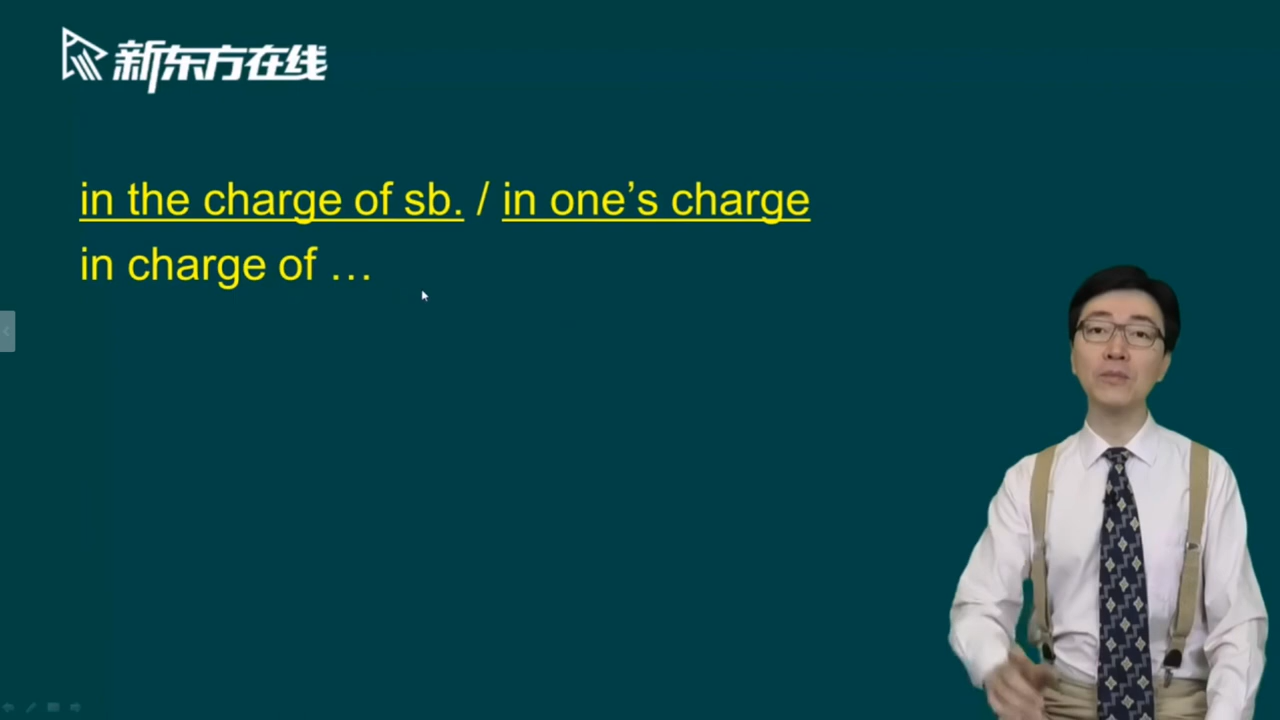 新东方在线
in the charge of sb. / in one’s charge
in charge of …